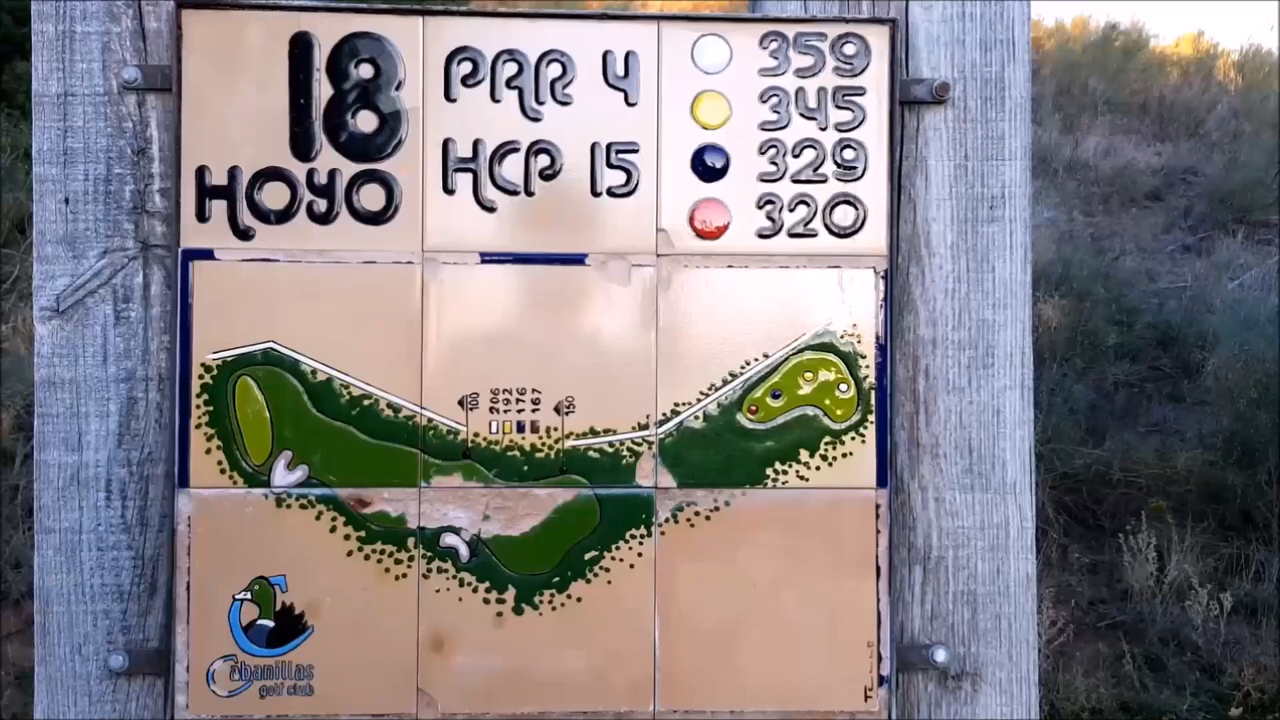 18
HOYO
PAR 4
HCP 15
359
345
329
320
100
206
192
176
167
150
Cabanillas
golf club